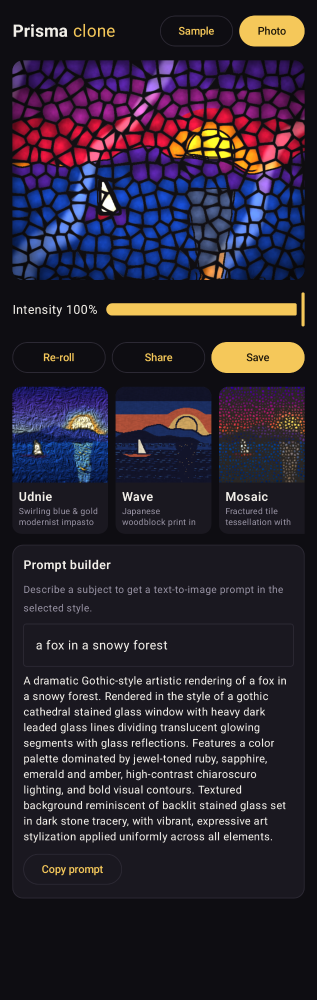 Prisma clone
Sample
Photo
Intensity 100%
Re-roll
Share
Save
Udnie
Swirling blue & gold
modernist impasto
Wave
Japanese
woodblock print in
Mosaic
Fractured tile
tessellation with
Prompt builder
Describe a subject to get a text-to-image prompt in the
selected style.
a fox in a snowy forest
A dramatic Gothic-style artistic rendering of a fox in
a snowy forest. Rendered in the style of a gothic
cathedral stained glass window with heavy dark
leaded glass lines dividing translucent glowing
segments with glass reflections. Features a color
palette dominated by jewel-toned ruby, sapphire,
emerald and amber, high-contrast chiaroscuro
lighting, and bold visual contours. Textured
background reminiscent of backlit stained glass set
in dark stone tracery, with vibrant, expressive art
stylization applied uniformly across all elements.
Copy prompt